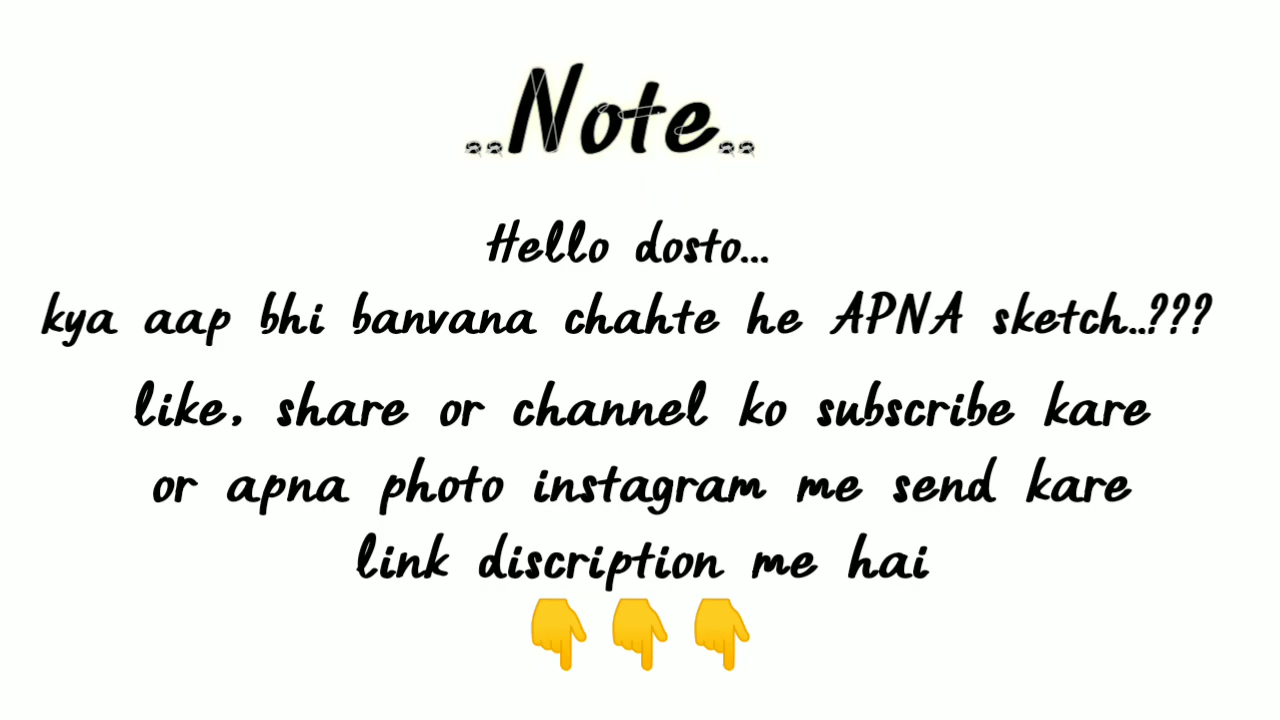 ..Note..
Hello dosto...
kya aap bhi banvana chahte he APNA sketch..???
like, share or channel ko subscribe kare
or apna photo instagram me send kare
link discription me hai
👇👇👇